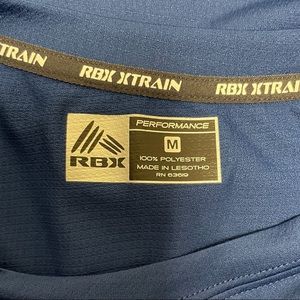 RBX XTRAIN
RBX XTRAIN
RBX
PERFORMANCE
M
100% POLYESTER
MADE IN LESOTHO
RN 63619